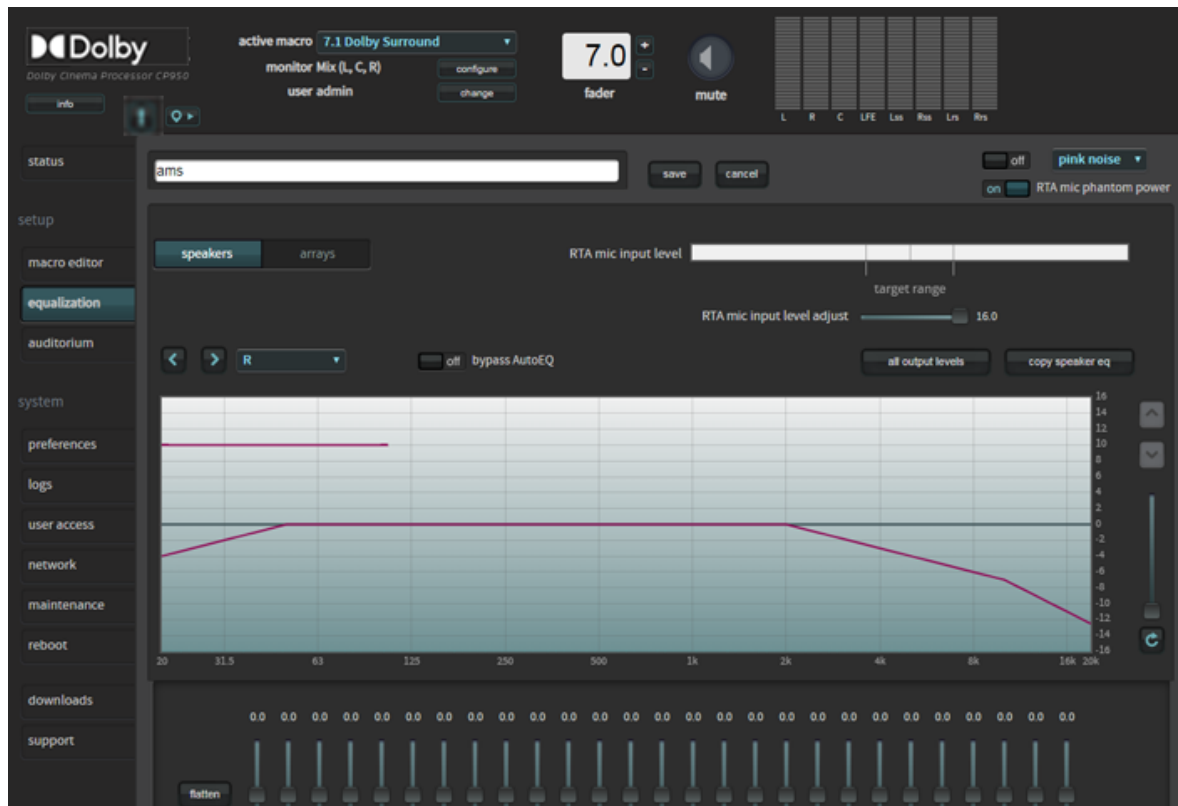 Dolby
Dolby Cinema Processor CP950
info
active macro 7.1 Dolby Surround
monitor Mix (L, C, R) configure
user admin change
7.0
+
-
fader
mute
L R C LFE Lss Rss Lrs Rrs
status
setup
macro editor
equalization
auditorium
system
preferences
logs
user access
network
maintenance
reboot
downloads
support
ams
save cancel
off pink noise
on RTA mic phantom power
speakers arrays
RTA mic input level
target range
RTA mic input level adjust 16.0
R
off bypass AutoEQ
all output levels copy speaker eq
16
14
12
10
8
6
4
2
0
-2
-4
-6
-8
-10
-12
-14
-16
20 31.5 63 125 250 500 1k 2k 4k 8k 16k 20k
0.0 0.0 0.0 0.0 0.0 0.0 0.0 0.0 0.0 0.0 0.0 0.0 0.0 0.0 0.0 0.0 0.0 0.0 0.0 0.0 0.0 0.0 0.0 0.0 0.0 0.0 0.0
flatten